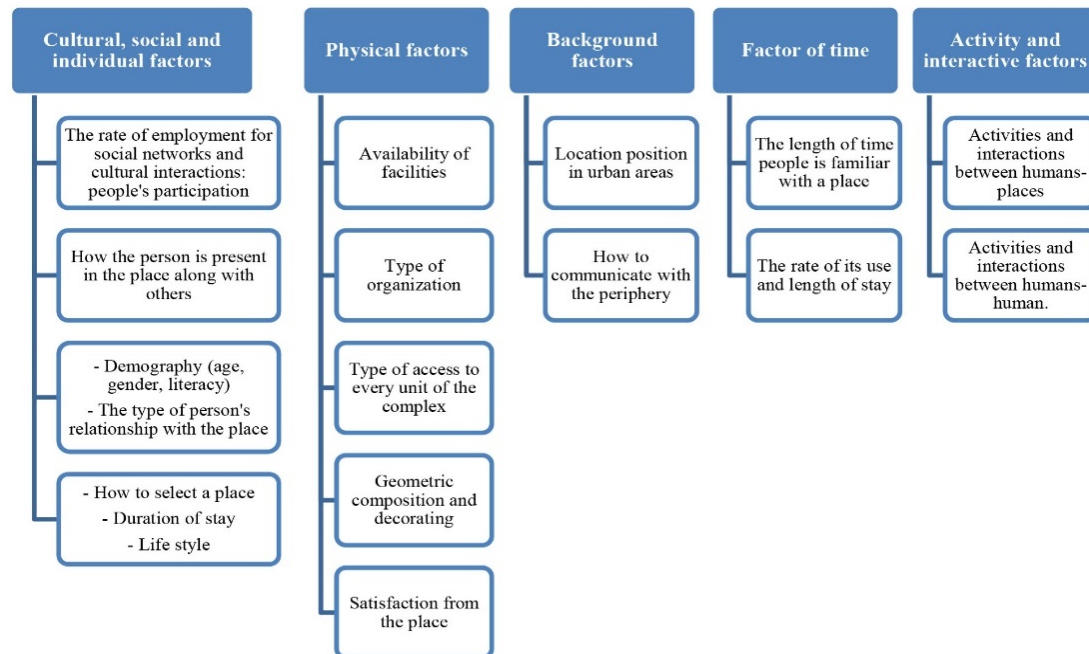 Cultural, social and
individual factors
The rate of employment for
social networks and
cultural interactions:
people's participation
How the person is present
in the place along with
others
- Demography (age,
gender, literacy)
- The type of person's
relationship with the place
- How to select a place
- Duration of stay
- Life style
Physical factors
Availability of
facilities
Type of
organization
Type of access to
every unit of the
complex
Geometric
composition and
decorating
Satisfaction from
the place
Background
factors
Location position
in urban areas
How to
communicate with
the periphery
Factor of time
The length of time
people is familiar
with a place
The rate of its use
and length of stay
Activity and
interactive factors
Activities and
interactions
between humans-
places
Activities and
interactions
between humans-
human.